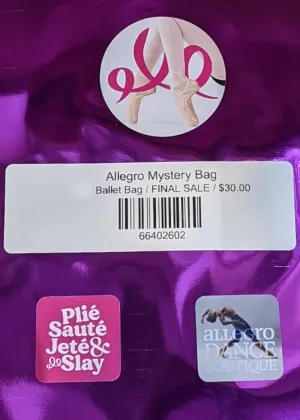 Allegro Mystery Bag
Ballet Bag / FINAL SALE / $30.00
66402602
Plié
Sauté
Jeté &
Slay
allegro
DANCE
BOUTIQUE